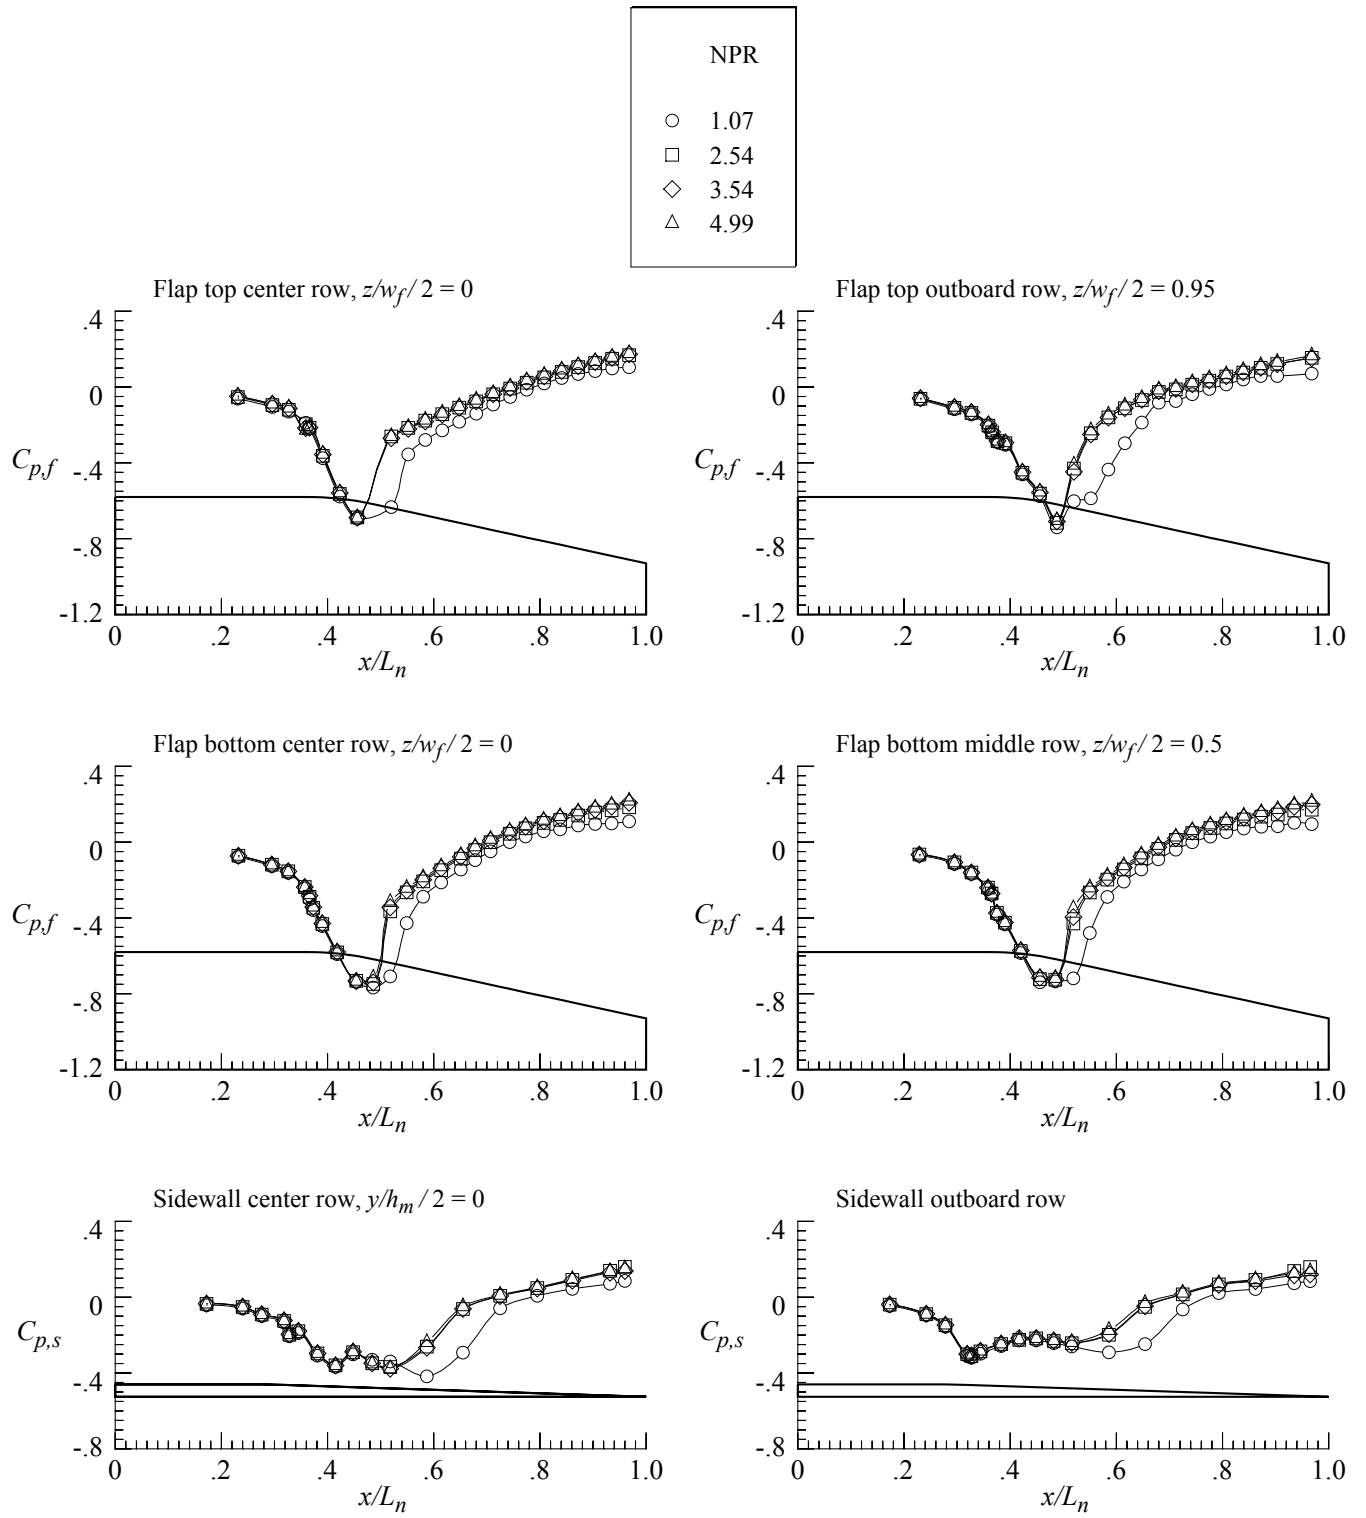 NPR
1.07
2.54
3.54
4.99
Flap top center row, z/w_f / 2 = 0
.4
0
-.4
-.8
-1.2
C_p,f
0 .2 .4 .6 .8 1.0
x/L_n
Flap top outboard row, z/w_f / 2 = 0.95
.4
0
-.4
-.8
-1.2
C_p,f
0 .2 .4 .6 .8 1.0
x/L_n
Flap bottom center row, z/w_f / 2 = 0
.4
0
-.4
-.8
-1.2
C_p,f
0 .2 .4 .6 .8 1.0
x/L_n
Flap bottom middle row, z/w_f / 2 = 0.5
.4
0
-.4
-.8
-1.2
C_p,f
0 .2 .4 .6 .8 1.0
x/L_n
Sidewall center row, y/h_m / 2 = 0
.4
0
-.4
-.8
C_p,s
0 .2 .4 .6 .8 1.0
x/L_n
Sidewall outboard row
.4
0
-.4
-.8
C_p,s
0 .2 .4 .6 .8 1.0
x/L_n